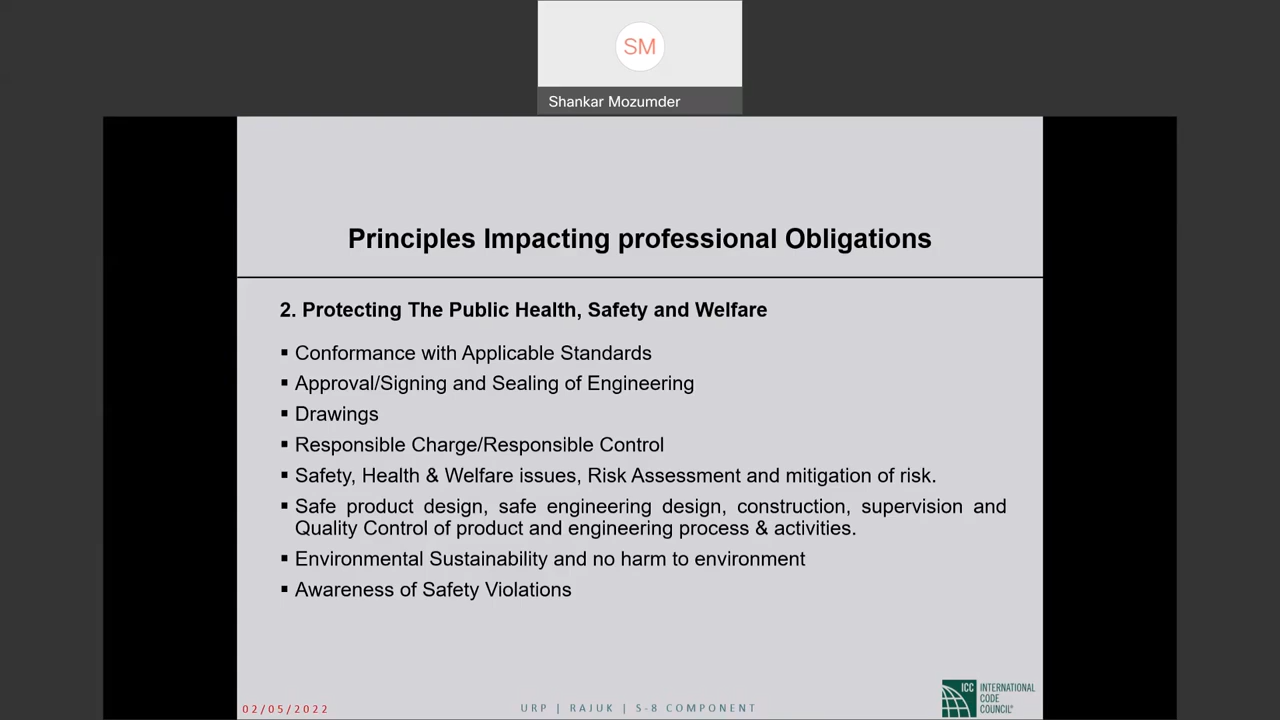 SM
Shankar Mozumder
Principles Impacting professional Obligations
2. Protecting The Public Health, Safety and Welfare
▪ Conformance with Applicable Standards
▪ Approval/Signing and Sealing of Engineering
▪ Drawings
▪ Responsible Charge/Responsible Control
▪ Safety, Health & Welfare issues, Risk Assessment and mitigation of risk.
▪ Safe product design, safe engineering design, construction, supervision and
Quality Control of product and engineering process & activities.
▪ Environmental Sustainability and no harm to environment
▪ Awareness of Safety Violations
02/05/2022
URP | RAJUK | S-8 COMPONENT
ICC
INTERNATIONAL
CODE
COUNCIL®